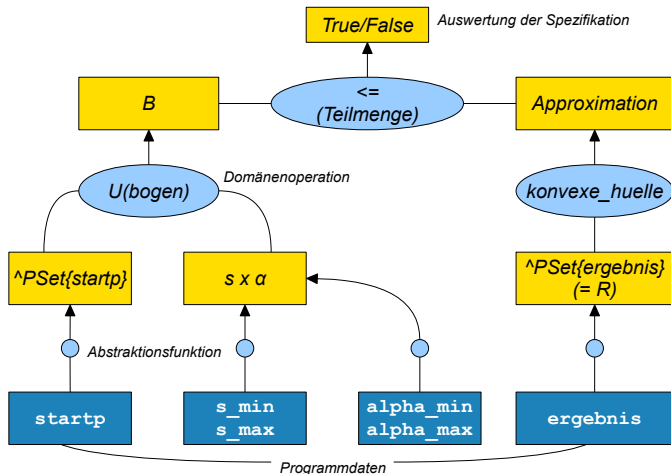 True/False
Auswertung der Spezifikation
B
<=
(Teilmenge)
Approximation
U(bogen)
Domänenoperation
konvexe_huelle
^PSet{startp}
s x α
^PSet{ergebnis}
(= R)
Abstraktionsfunktion
startp
s_min
s_max
alpha_min
alpha_max
ergebnis
Programmdaten